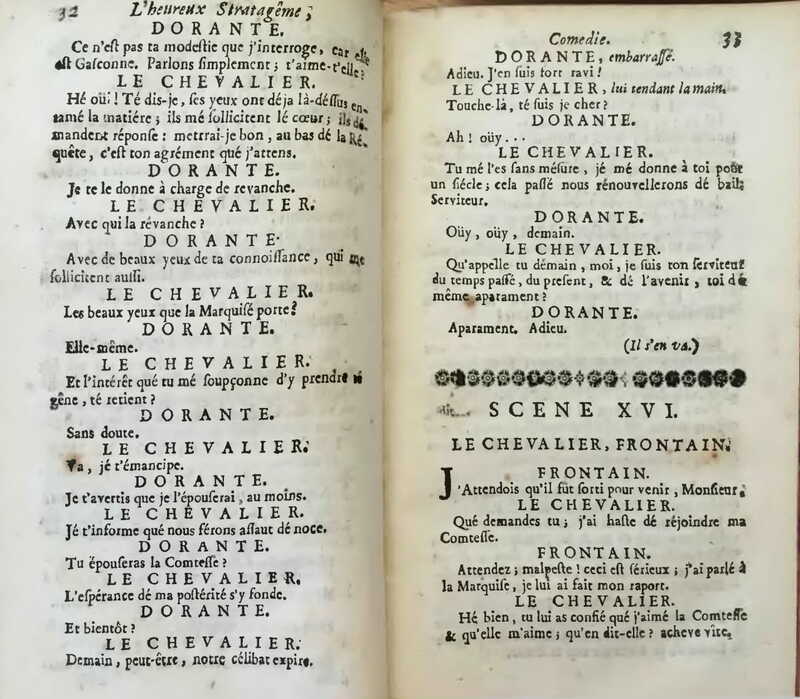 32 L'heureux Stratagême,
DORANTE.
Ce n'eſt pas ta modeſtie que j'interroge, car elle
eſt Gaſconne. Parlons ſimplement; t'aime-t'elle?
LE CHEVALIER.
Hé oüi! Té dis-je, ſes yeux ont déja là-déſſus en-
tamé la matiére; ils mé ſollicitent lé cœur; ils dé-
mandent réponſe: mettrai-je bon, au bas dé la Ré-
quête, c'eſt ton agrément qué j'attens.
DORANTE.
Je te le donne à charge de revanche.
LE CHEVALIER.
Avec qui la révanche?
DORANTE.
Avec de beaux yeux de ta connoiſſance, qui me
ſollicitent auſſi.
LE CHEVALIER.
Les beaux yeux que la Marquiſé porte?
DORANTE.
Elle-même.
LE CHEVALIER.
Et l'intérêt qué tu mé ſoupçonne d'y prendre te
gêne, té retient?
DORANTE.
Sans doute.
LE CHEVALIER.
Va, jé t'émancipe.
DORANTE.
Je t'avertis que je l'épouſerai, au moins.
LE CHEVALIER.
Jé t'informe qué nous férons aſſaut dé noce.
DORANTE.
Tu épouſeras la Comteſſe?
LE CHEVALIER.
L'eſpérance dé ma poſtérité s'y fonde.
DORANTE.
Et bientôt?
LE CHEVALIER.
Demain, peut-être, notre célibat expire.
Comedie. 33
DORANTE, embarraſſé.
Adieu. J'en ſuis fort ravi!
LE CHEVALIER, lui tendant la main.
Touche-là, té ſuis je cher?
DORANTE.
Ah! oüy...
LE CHEVALIER.
Tu mé l'es ſans méſure, jé mé donne à toi pour
un ſiécle; cela paſſé nous rénouvellerons dé bail;
Serviteur.
DORANTE.
Oüy, oüy, demain.
LE CHEVALIER.
Qu'appelle tu démain, moi, je ſuis ton ſerviteur
du temps paſſé, du preſent, & dé l'avenir, toi dé
même aparament?
DORANTE.
Aparament. Adieu.
(Il s'en va.)
SCENE XVI.
LE CHEVALIER, FRONTAIN.
FRONTAIN.
J'Attendois qu'il fût ſorti pour venir, Monſieur.
LE CHEVALIER.
Qué demandes tu; j'ai haſte dé réjoindre ma
Comteſſe.
FRONTAIN.
Attendez; malpeſte! ceci eſt ſérieux; j'ai parlé à
la Marquiſe, je lui ai fait mon raport.
LE CHEVALIER.
Hé bien, tu lui as confié qué j'aimé la Comteſſe
& qu'elle m'aime; qu'en dit-elle? acheve vîte.